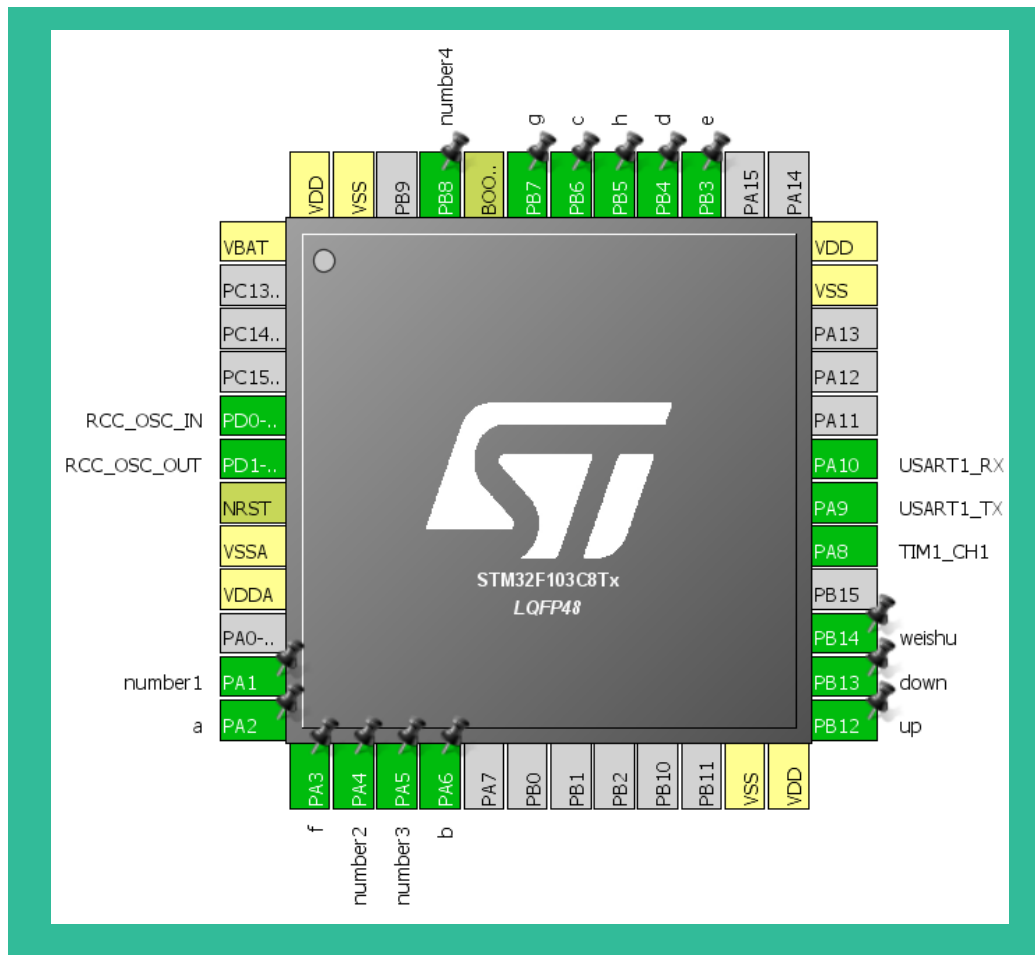 number4
g
c
h
d
e
VDD
VSS
PB9
PB8
BOO..
PB7
PB6
PB5
PB4
PB3
PA15
PA14
VBAT
PC13..
PC14..
PC15..
RCC_OSC_IN PD0-..
RCC_OSC_OUT PD1-..
NRST
VSSA
VDDA
PA0-..
number1 PA1
a PA2
VDD
VSS
PA13
PA12
PA11
PA10 USART1_RX
PA9 USART1_TX
PA8 TIM1_CH1
PB15
PB14 weishu
PB13 down
PB12 up
ST
STM32F103C8Tx
LQFP48
PA3
PA4
PA5
PA6
PA7
PB0
PB1
PB2
PB10
PB11
VSS
VDD
f
number2
number3
b